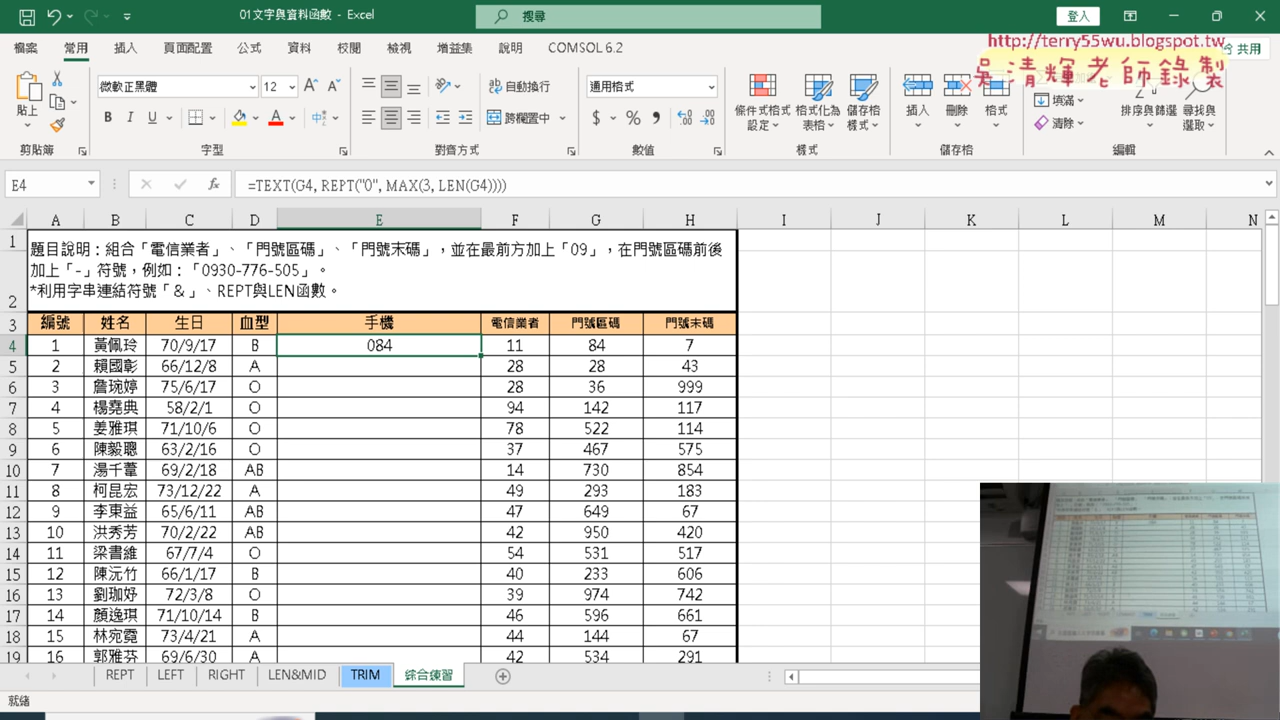 01文字與資料函數 - Excel
搜尋
登入
檔案 常用 插入 頁面配置 公式 資料 校閱 檢視 增益集 說明 COMSOL 6.2
共用
http://terry55wu.blogspot.tw
吳清輝老師錄製
貼上
微軟正黑體 12
自動換行
跨欄置中
通用格式
條件式格式設定
格式化為表格
儲存格樣式
插入 刪除 格式
填滿
清除
排序與篩選
尋找與選取
剪貼簿 字型 對齊方式 數值 樣式 儲存格 編輯
E4
=TEXT(G4, REPT("0", MAX(3, LEN(G4))))
A B C D E F G H I J K L M N
1 題目說明：組合「電信業者」、「門號區碼」、「門號末碼」，並在最前方加上「09」，在門號區碼前後
加上「-」符號，例如：「0930-776-505」。
2 *利用字串連結符號「&」、REPT與LEN函數。
3 編號 姓名 生日 血型 手機 電信業者 門號區碼 門號末碼
4 1 黃佩玲 70/9/17 B 084 11 84 7
5 2 賴國彰 66/12/8 A 28 28 43
6 3 詹琬婷 75/6/17 O 28 36 999
7 4 楊堯典 58/2/1 O 94 142 117
8 5 姜雅琪 71/10/6 O 78 522 114
9 6 陳毅聰 63/2/16 O 37 467 575
10 7 湯千葦 69/2/18 AB 14 730 854
11 8 柯昆宏 73/12/22 A 49 293 183
12 9 李東益 65/6/11 AB 47 649 67
13 10 洪秀芳 70/2/22 AB 42 950 420
14 11 梁書維 67/7/4 O 54 531 517
15 12 陳沅竹 66/1/17 B 40 233 606
16 13 劉珈妤 72/3/8 O 39 974 742
17 14 顏逸琪 71/10/14 B 46 596 661
18 15 林宛霓 73/4/21 A 44 144 67
19 16 郭雅芬 69/6/30 A 42 534 291
REPT LEFT RIGHT LEN&MID TRIM 綜合練習
就緒